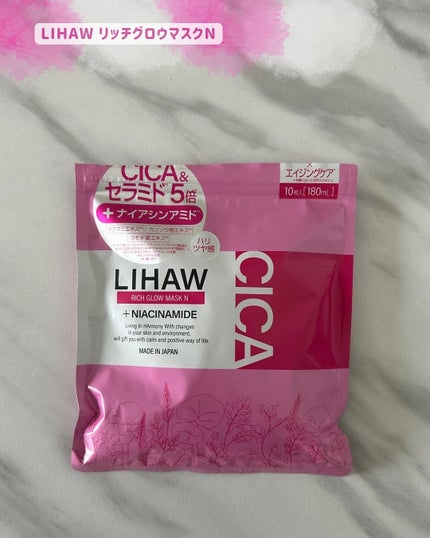 LIHAW リッチグロウマスクN
CICA&
セラミド5倍
+ナイアシンアミド
ハリ
ツヤ感
エイジングケア
10枚入[180mL]
LIHAW
RICH GLOW MASK N
+NIACINAMIDE
Living in HArmony With changes
in your skin and environment,
will gift you with calm and positive way of life.
MADE IN JAPAN
CICA